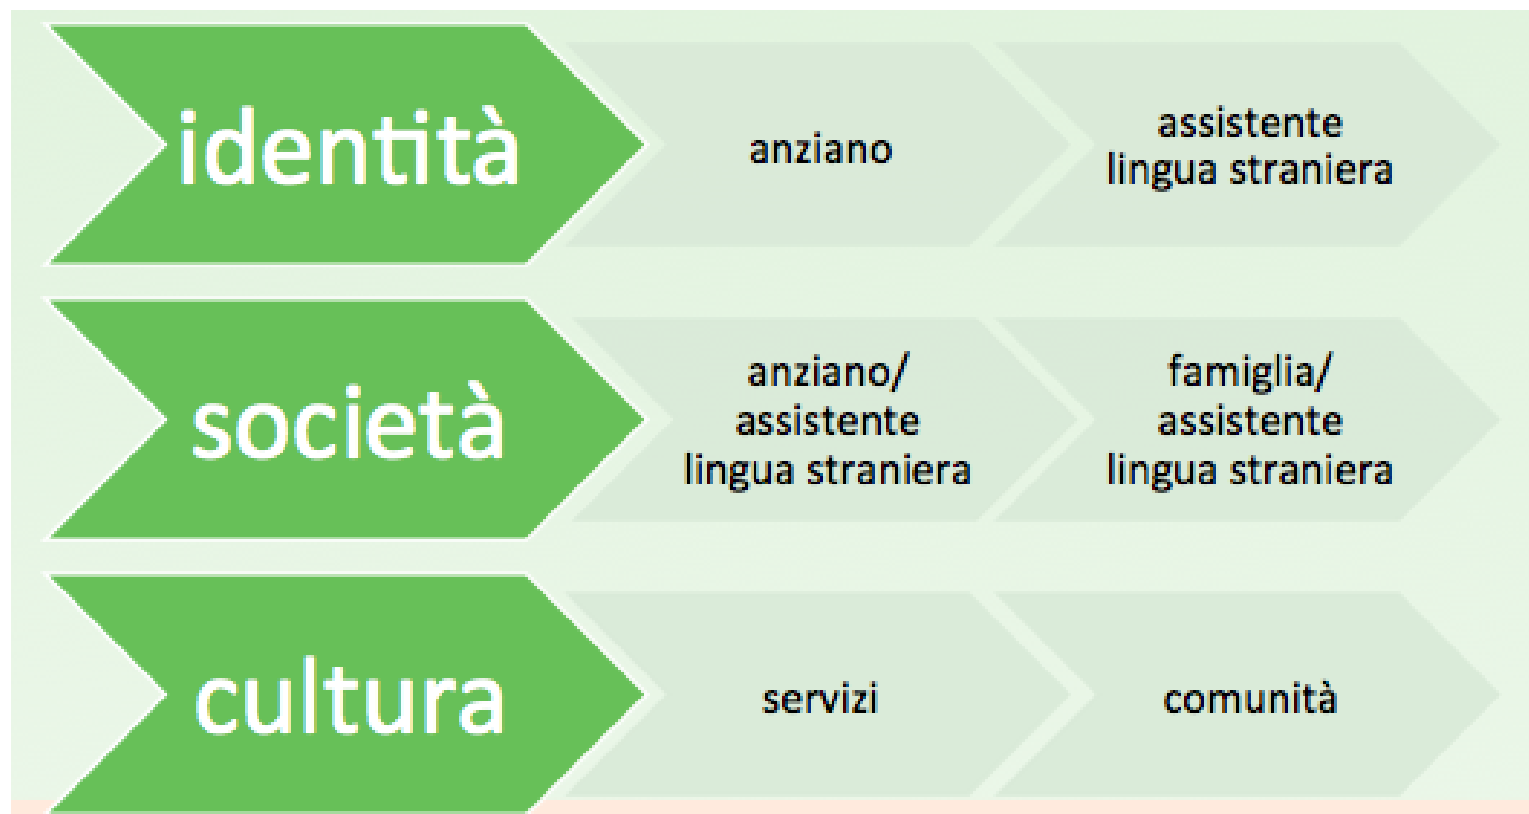 identità
anziano
assistente
lingua straniera
società
anziano/
assistente
lingua straniera
famiglia/
assistente
lingua straniera
cultura
servizi
comunità